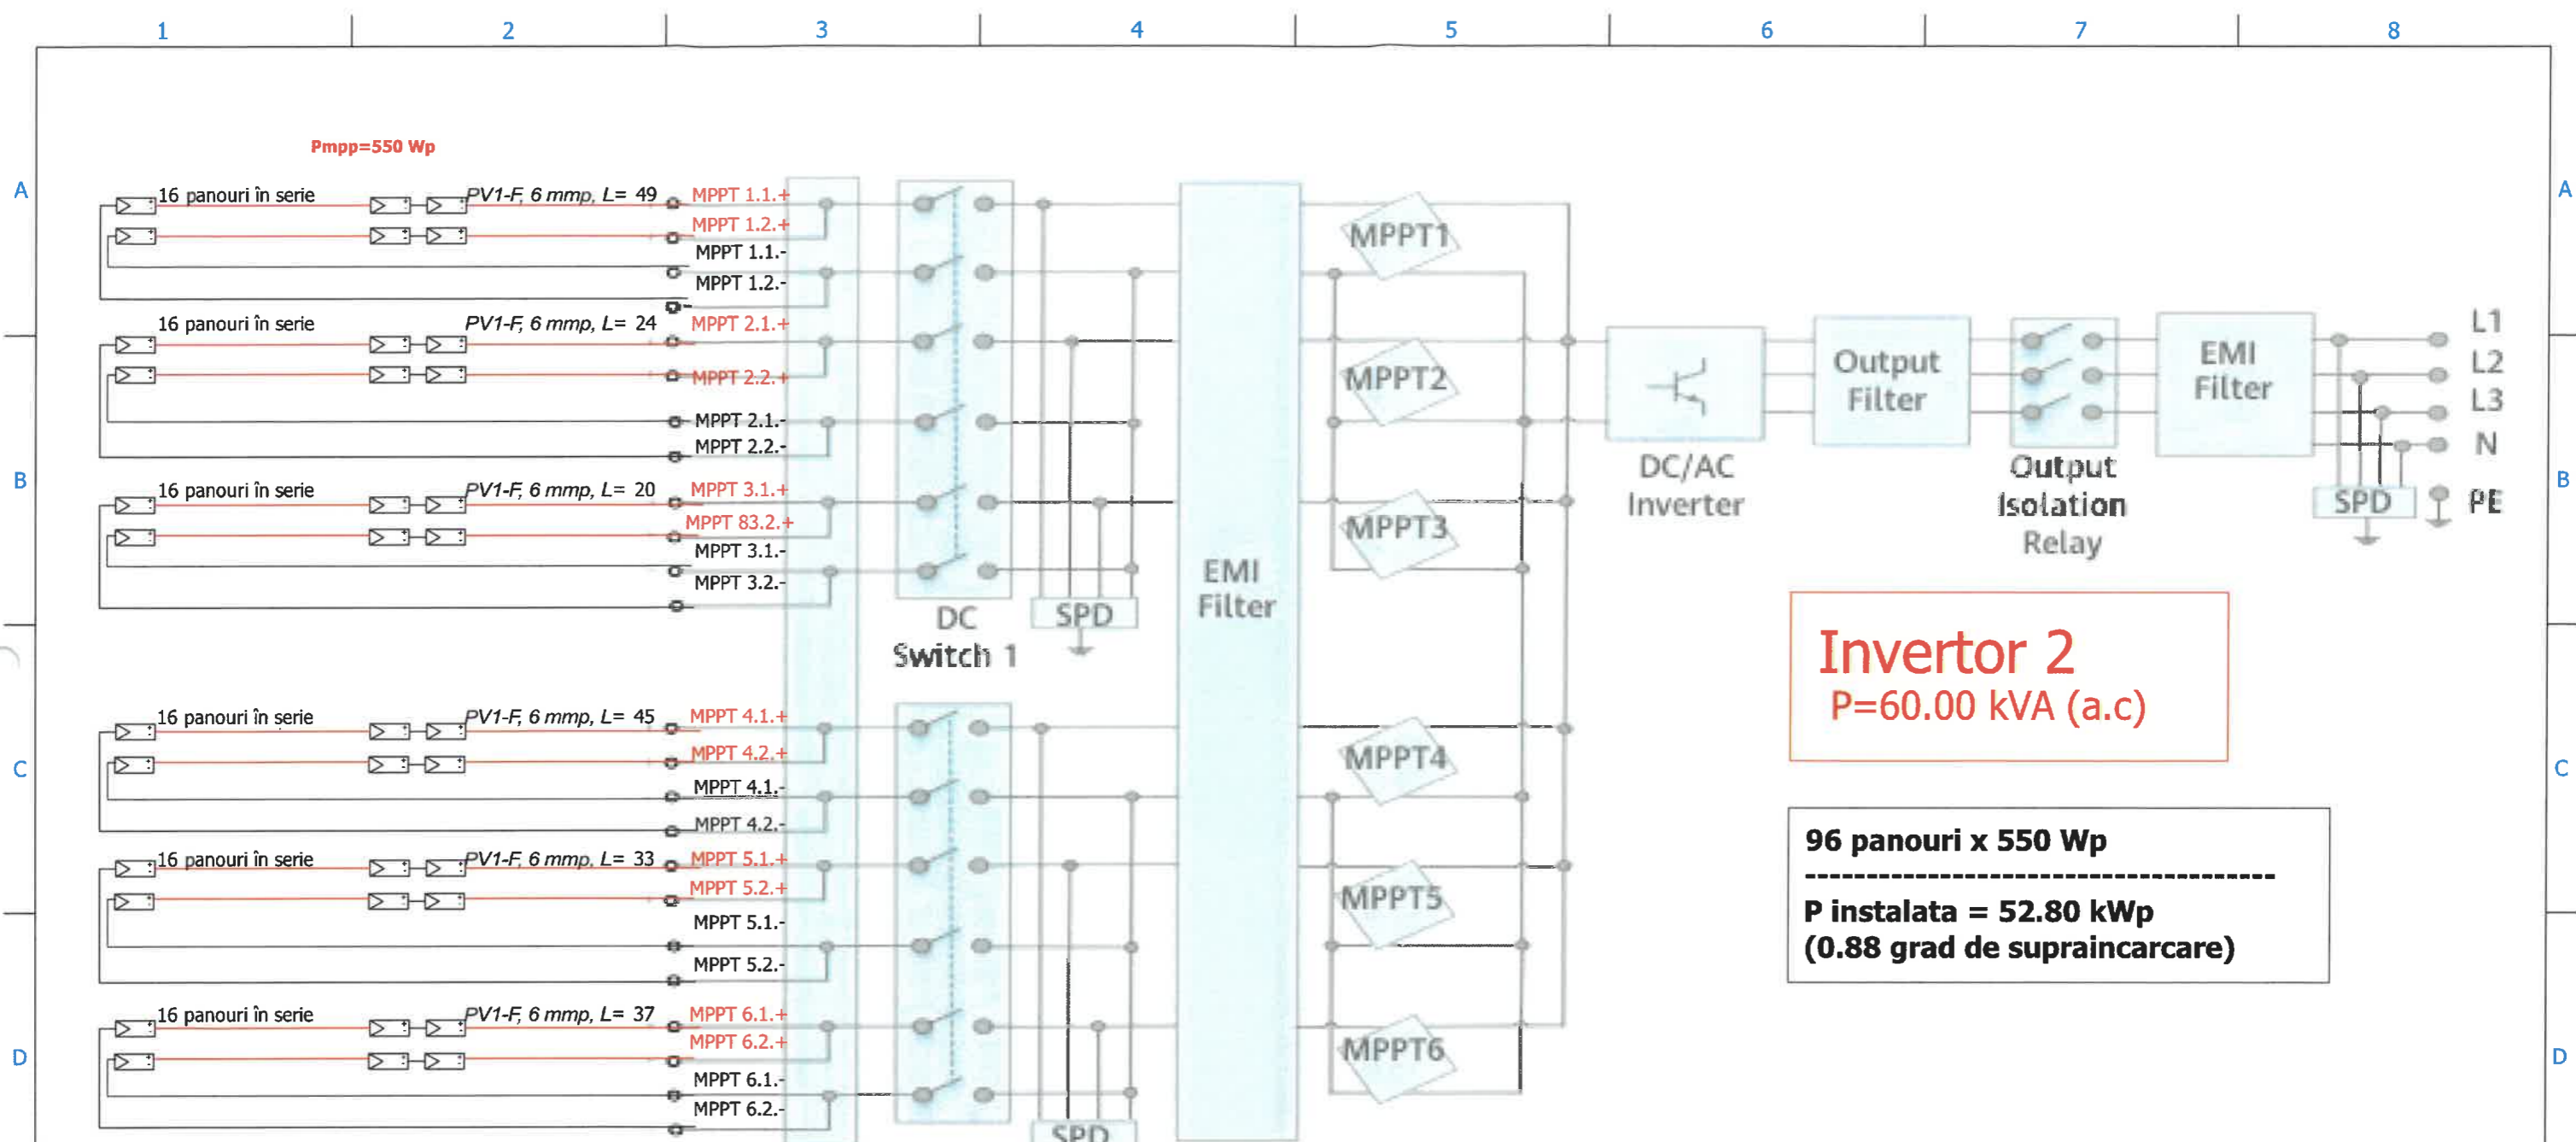 1 2 3 4 5 6 7 8
Pmpp=550 Wp
A
16 panouri în serie
PV1-F, 6 mmp, L= 49
MPPT 1.1.+
MPPT 1.2.+
MPPT 1.1.-
MPPT 1.2.-
16 panouri în serie
PV1-F, 6 mmp, L= 24
MPPT 2.1.+
MPPT 2.2.+
MPPT 2.1.-
MPPT 2.2.-
B
16 panouri în serie
PV1-F, 6 mmp, L= 20
MPPT 3.1.+
MPPT 83.2.+
MPPT 3.1.-
MPPT 3.2.-
DC
Switch 1
SPD
C
16 panouri în serie
PV1-F, 6 mmp, L= 45
MPPT 4.1.+
MPPT 4.2.+
MPPT 4.1.-
MPPT 4.2.-
16 panouri în serie
PV1-F, 6 mmp, L= 33
MPPT 5.1.+
MPPT 5.2.+
MPPT 5.1.-
MPPT 5.2.-
D
16 panouri în serie
PV1-F, 6 mmp, L= 37
MPPT 6.1.+
MPPT 6.2.+
MPPT 6.1.-
MPPT 6.2.-
SPD
EMI
Filter
MPPT1
MPPT2
MPPT3
MPPT4
MPPT5
MPPT6
DC/AC
Inverter
Output
Filter
Output
Isolation
Relay
EMI
Filter
SPD
L1
L2
L3
N
PE
Invertor 2
P=60.00 kVA (a.c)
96 panouri x 550 Wp
--------------------------------------
P instalata = 52.80 kWp
(0.88 grad de supraincarcare)
A
B
C
D